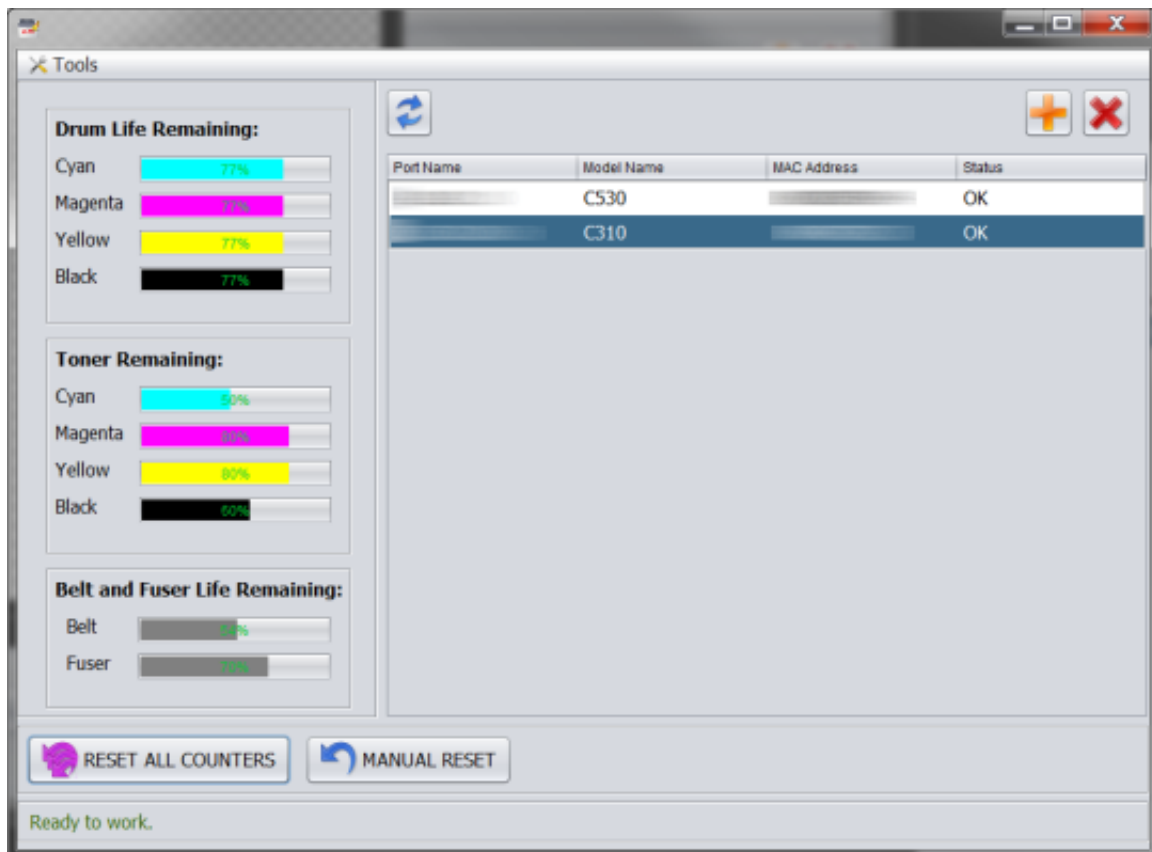 Tools
Drum Life Remaining:
Cyan 77%
Magenta 77%
Yellow 77%
Black 77%
Toner Remaining:
Cyan 50%
Magenta 80%
Yellow 80%
Black 60%
Belt and Fuser Life Remaining:
Belt
Fuser
Port Name Model Name MAC Address Status
C530 OK
C310 OK
RESET ALL COUNTERS MANUAL RESET
Ready to work.